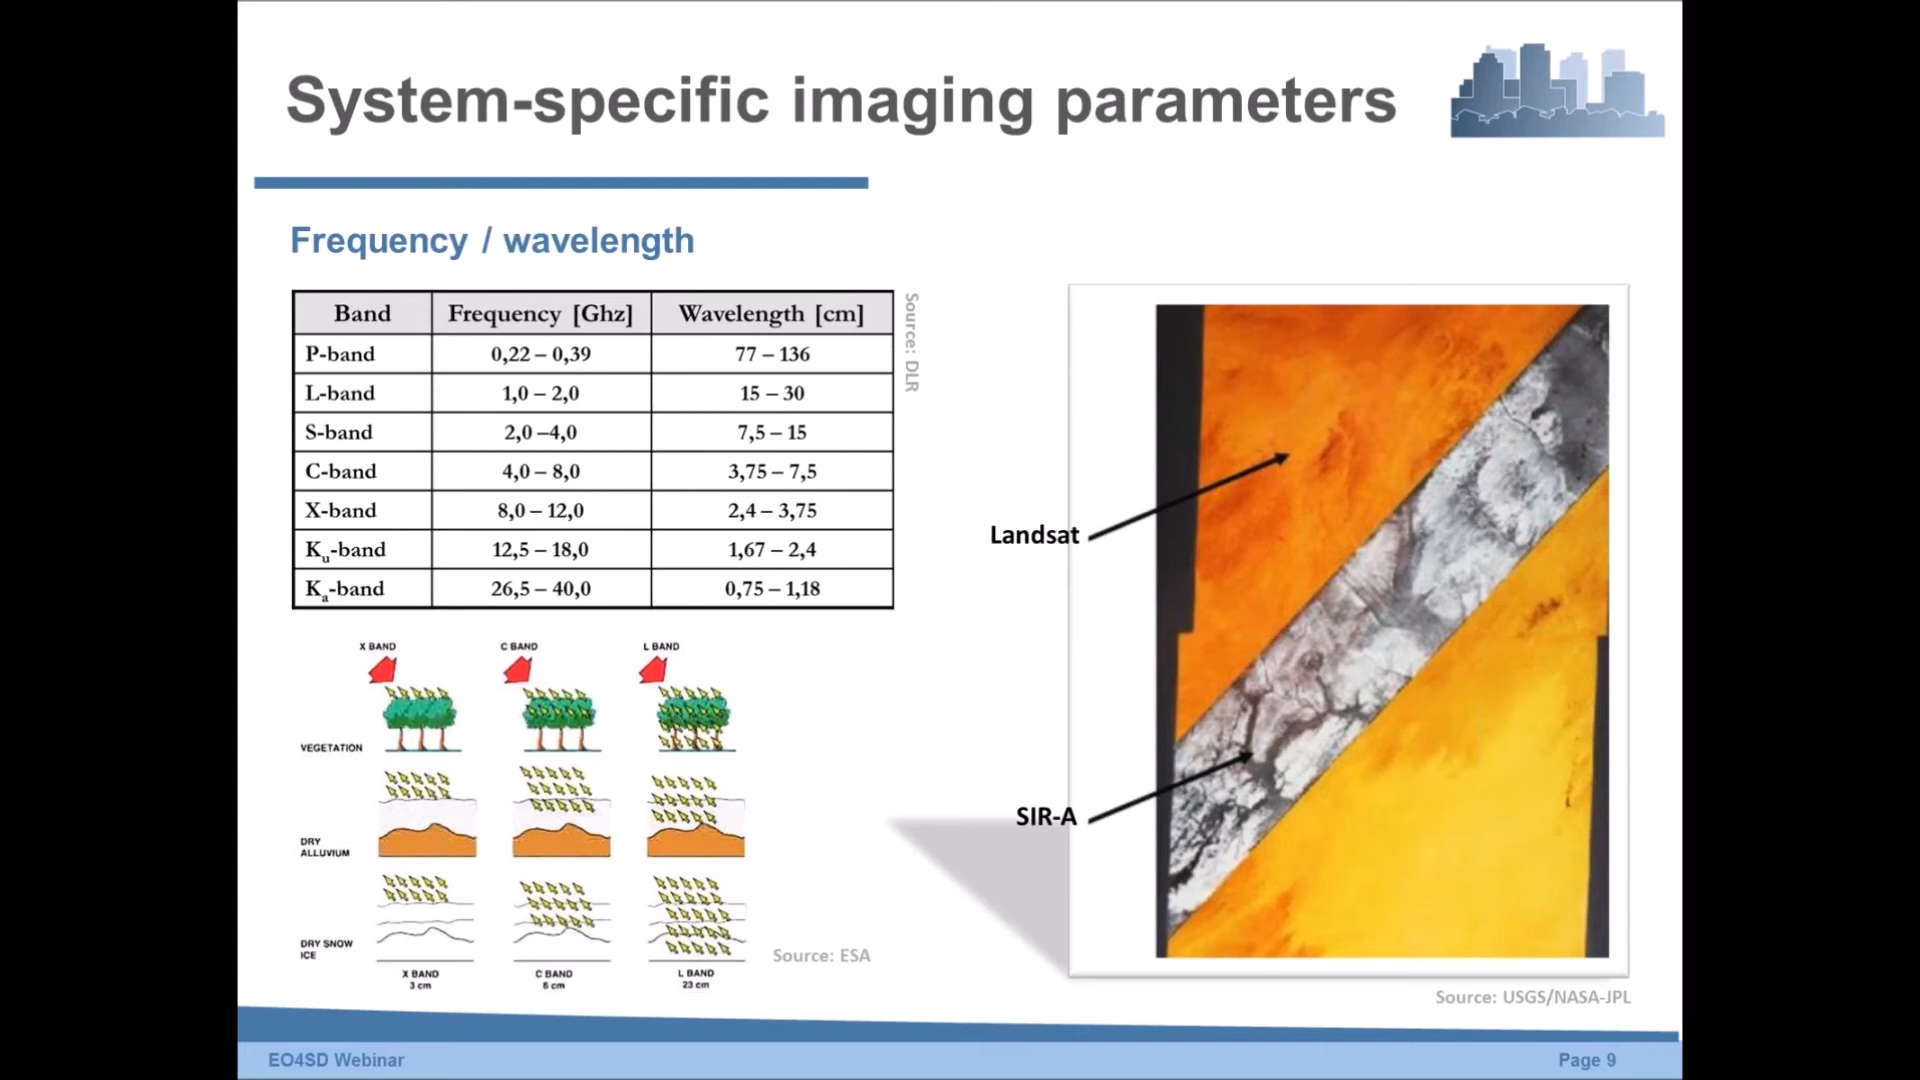 System-specific imaging parameters
Frequency / wavelength
Band Frequency [Ghz] Wavelength [cm]
P-band 0,22 – 0,39 77 – 136
L-band 1,0 – 2,0 15 – 30
S-band 2,0 –4,0 7,5 – 15
C-band 4,0 – 8,0 3,75 – 7,5
X-band 8,0 – 12,0 2,4 – 3,75
Ku-band 12,5 – 18,0 1,67 – 2,4
Ka-band 26,5 – 40,0 0,75 – 1,18
Source: DLR
X BAND C BAND L BAND
VEGETATION
DRY
ALLUVIUM
DRY SNOW
ICE
X BAND C BAND L BAND
3 cm 6 cm 23 cm
Source: ESA
Landsat
SIR-A
Source: USGS/NASA-JPL
EO4SD Webinar
Page 9